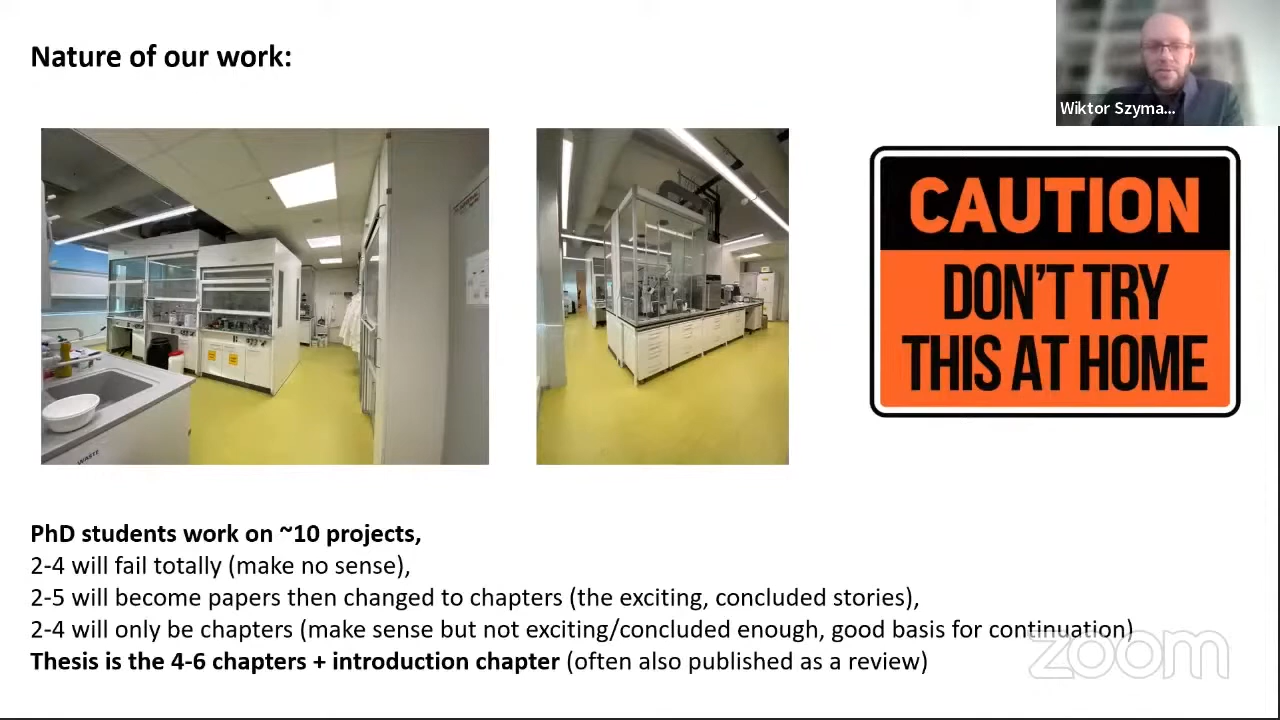 Nature of our work:
Wiktor Szyma...
CAUTION
DON'T TRY
THIS AT HOME
WASTE
PhD students work on ~10 projects,
2-4 will fail totally (make no sense),
2-5 will become papers then changed to chapters (the exciting, concluded stories),
2-4 will only be chapters (make sense but not exciting/concluded enough, good basis for continuation)
Thesis is the 4-6 chapters + introduction chapter (often also published as a review)
zoom